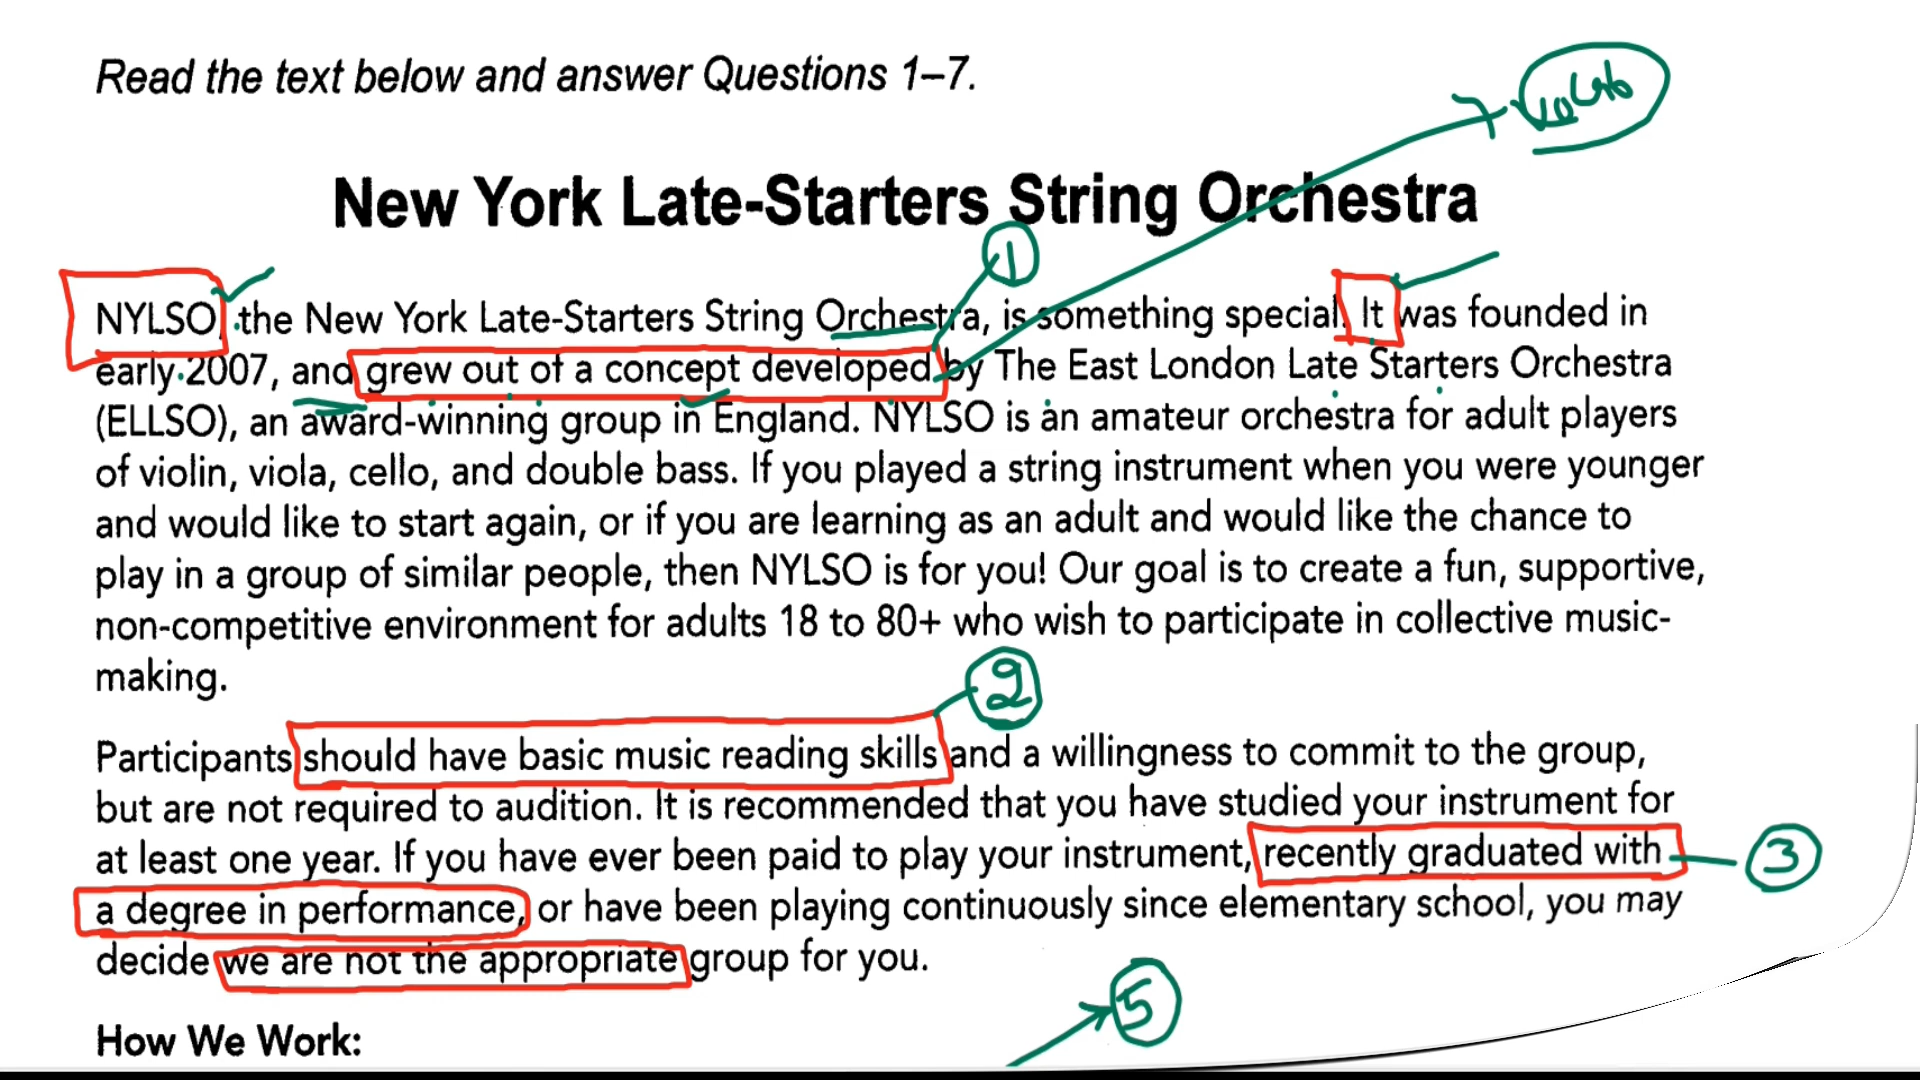 Read the text below and answer Questions 1–7.
New York Late-Starters String Orchestra
1
NYLSO, the New York Late-Starters String Orchestra, is something special. It was founded in
early 2007, and grew out of a concept developed by The East London Late Starters Orchestra
(ELLSO), an award-winning group in England. NYLSO is an amateur orchestra for adult players
of violin, viola, cello, and double bass. If you played a string instrument when you were younger
and would like to start again, or if you are learning as an adult and would like the chance to
play in a group of similar people, then NYLSO is for you! Our goal is to create a fun, supportive,
non-competitive environment for adults 18 to 80+ who wish to participate in collective music-
making.
2
Participants should have basic music reading skills and a willingness to commit to the group,
but are not required to audition. It is recommended that you have studied your instrument for
at least one year. If you have ever been paid to play your instrument, recently graduated with
3
a degree in performance, or have been playing continuously since elementary school, you may
decide we are not the appropriate group for you.
5
How We Work: